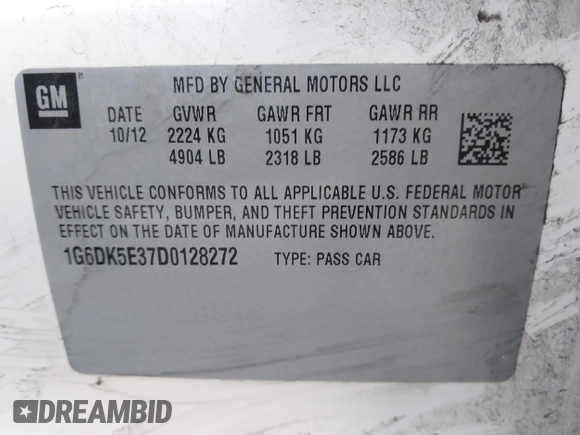 GM
MFD BY GENERAL MOTORS LLC
DATE GVWR GAWR FRT GAWR RR
10/12 2224 KG 1051 KG 1173 KG
4904 LB 2318 LB 2586 LB
THIS VEHICLE CONFORMS TO ALL APPLICABLE U.S. FEDERAL MOTOR
VEHICLE SAFETY, BUMPER, AND THEFT PREVENTION STANDARDS IN
EFFECT ON THE DATE OF MANUFACTURE SHOWN ABOVE.
1G6DK5E37D0128272 TYPE: PASS CAR
DREAMBID